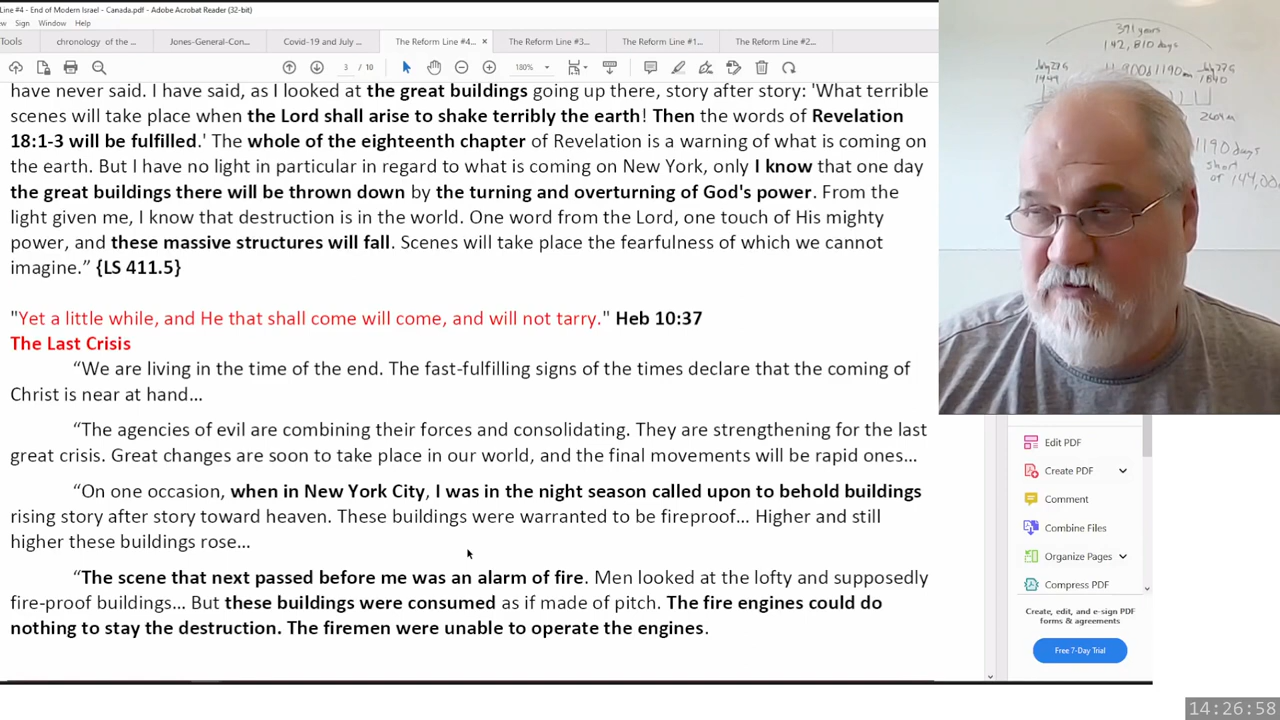 Line #4 - End of Modern Israel - Canada.pdf - Adobe Acrobat Reader (32-bit)
Sign Window Help
Tools chronology of the ... Jones-General-Con... Covid-19 and July ... The Reform Line #4... × The Reform Line #3... The Reform Line #1... The Reform Line #2...
3 / 10 180%
have never said. I have said, as I looked at the great buildings going up there, story after story: 'What terrible
scenes will take place when the Lord shall arise to shake terribly the earth! Then the words of Revelation
18:1-3 will be fulfilled.' The whole of the eighteenth chapter of Revelation is a warning of what is coming on
the earth. But I have no light in particular in regard to what is coming on New York, only I know that one day
the great buildings there will be thrown down by the turning and overturning of God's power. From the
light given me, I know that destruction is in the world. One word from the Lord, one touch of His mighty
power, and these massive structures will fall. Scenes will take place the fearfulness of which we cannot
imagine.” {LS 411.5}
"Yet a little while, and He that shall come will come, and will not tarry." Heb 10:37
The Last Crisis
“We are living in the time of the end. The fast-fulfilling signs of the times declare that the coming of
Christ is near at hand…
“The agencies of evil are combining their forces and consolidating. They are strengthening for the last
great crisis. Great changes are soon to take place in our world, and the final movements will be rapid ones…
“On one occasion, when in New York City, I was in the night season called upon to behold buildings
rising story after story toward heaven. These buildings were warranted to be fireproof… Higher and still
higher these buildings rose…
“The scene that next passed before me was an alarm of fire. Men looked at the lofty and supposedly
fire-proof buildings… But these buildings were consumed as if made of pitch. The fire engines could do
nothing to stay the destruction. The firemen were unable to operate the engines.
391 years
142,810 days
1190 days
short
of 144,00
Edit PDF
Create PDF
Comment
Combine Files
Organize Pages
Compress PDF
Create, edit, and e-sign PDF
forms & agreements
Free 7-Day Trial
14:26:58